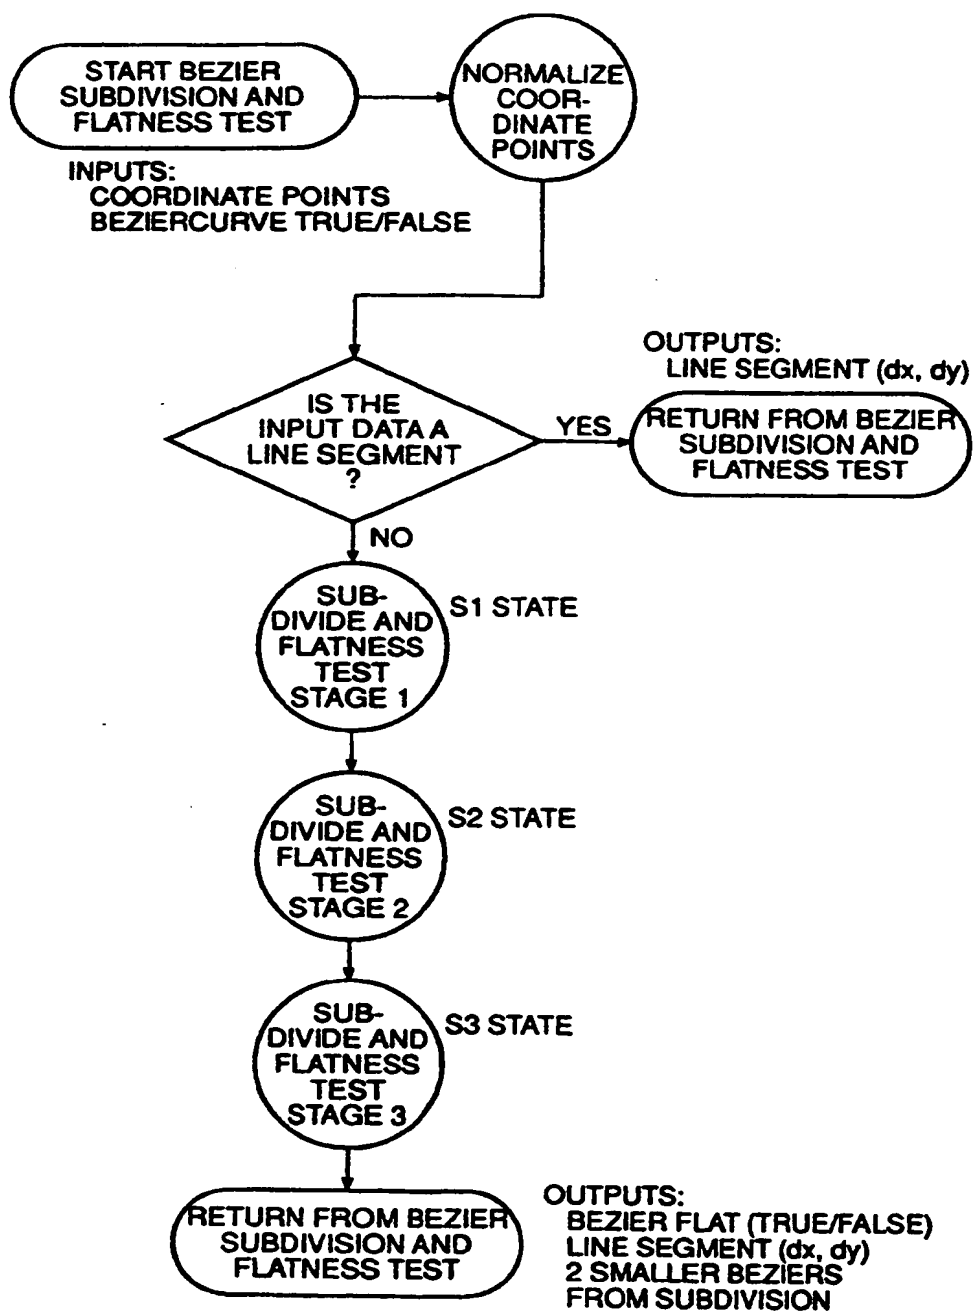 START BEZIER
SUBDIVISION AND
FLATNESS TEST
NORMALIZE
COOR-
DINATE
POINTS
INPUTS:
COORDINATE POINTS
BEZIERCURVE TRUE/FALSE
OUTPUTS:
LINE SEGMENT (dx, dy)
IS THE
INPUT DATA A
LINE SEGMENT
?
YES
RETURN FROM BEZIER
SUBDIVISION AND
FLATNESS TEST
NO
SUB-
DIVIDE AND
FLATNESS
TEST
STAGE 1
S1 STATE
SUB-
DIVIDE AND
FLATNESS
TEST
STAGE 2
S2 STATE
SUB-
DIVIDE AND
FLATNESS
TEST
STAGE 3
S3 STATE
RETURN FROM BEZIER
SUBDIVISION AND
FLATNESS TEST
OUTPUTS:
BEZIER FLAT (TRUE/FALSE)
LINE SEGMENT (dx, dy)
2 SMALLER BEZIERS
FROM SUBDIVISION